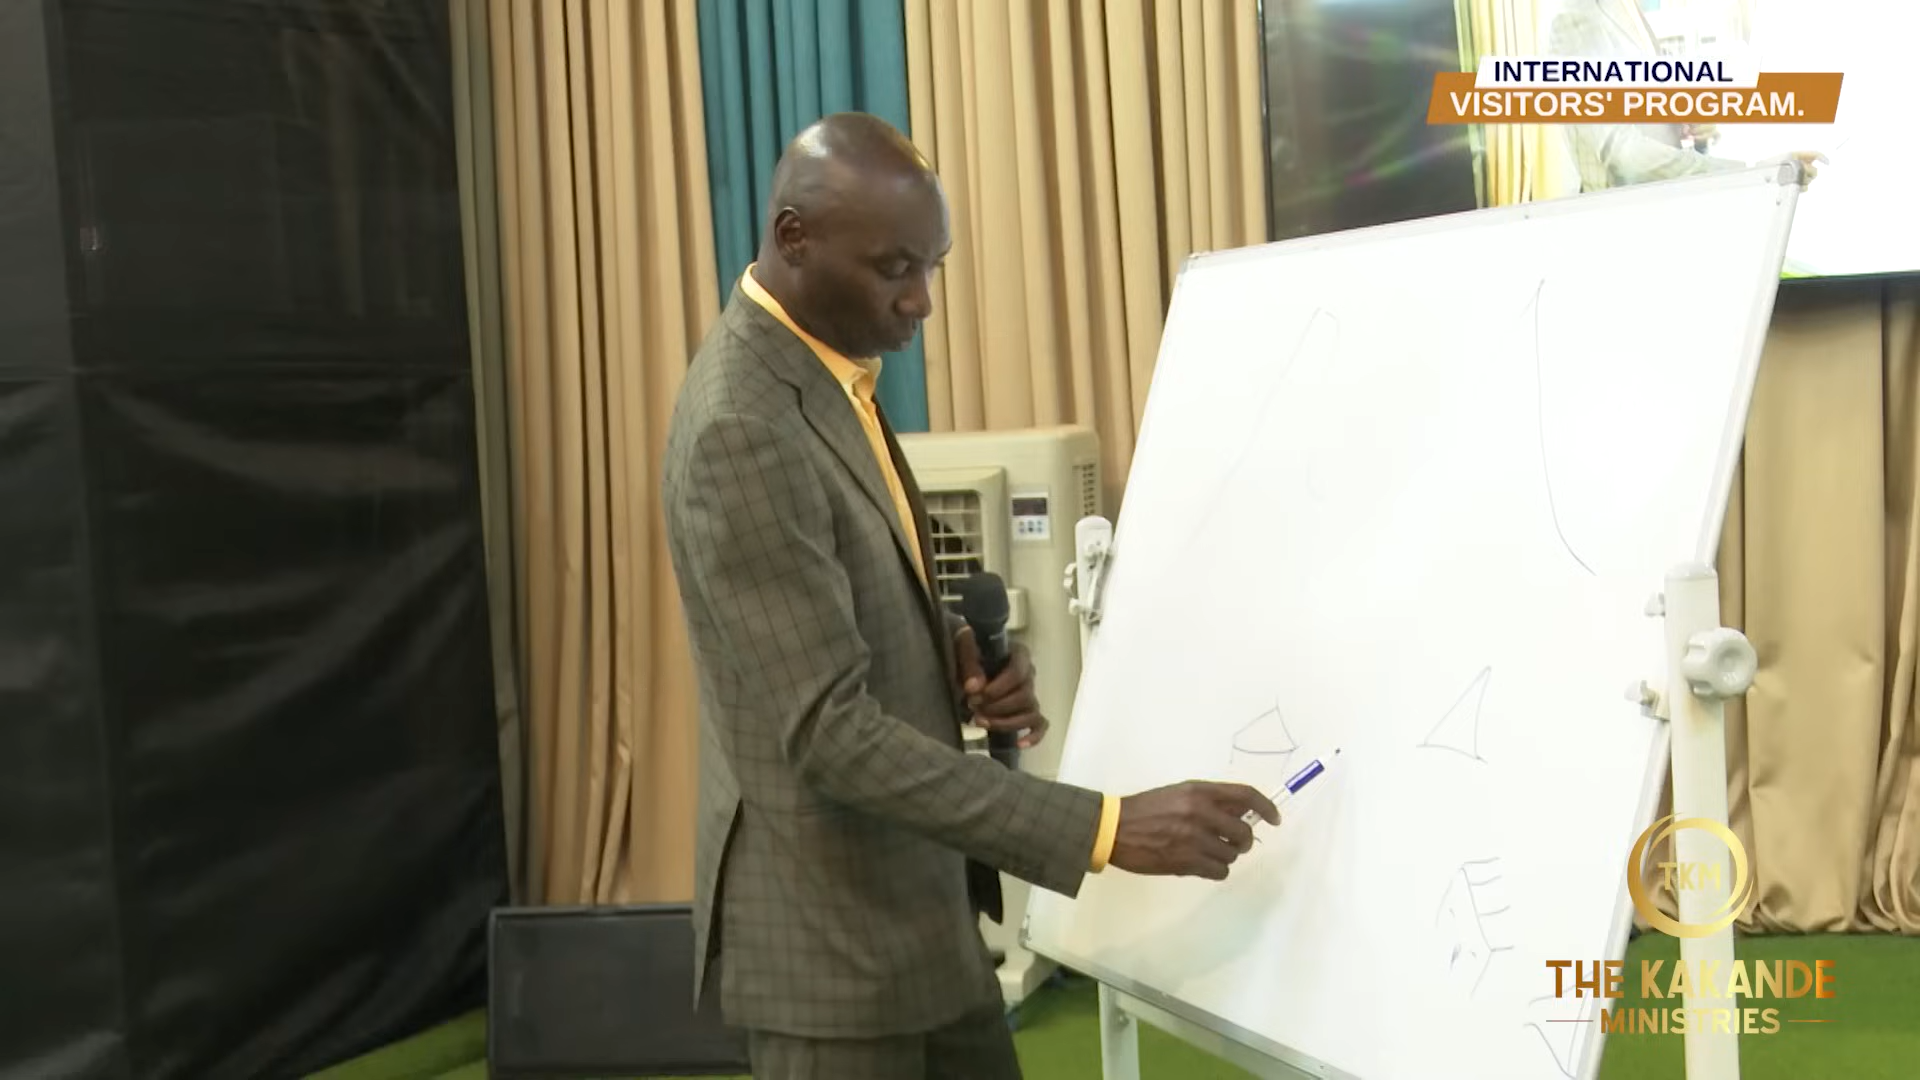 INTERNATIONAL
VISITORS' PROGRAM.
TKM
THE KAKANDE
MINISTRIES